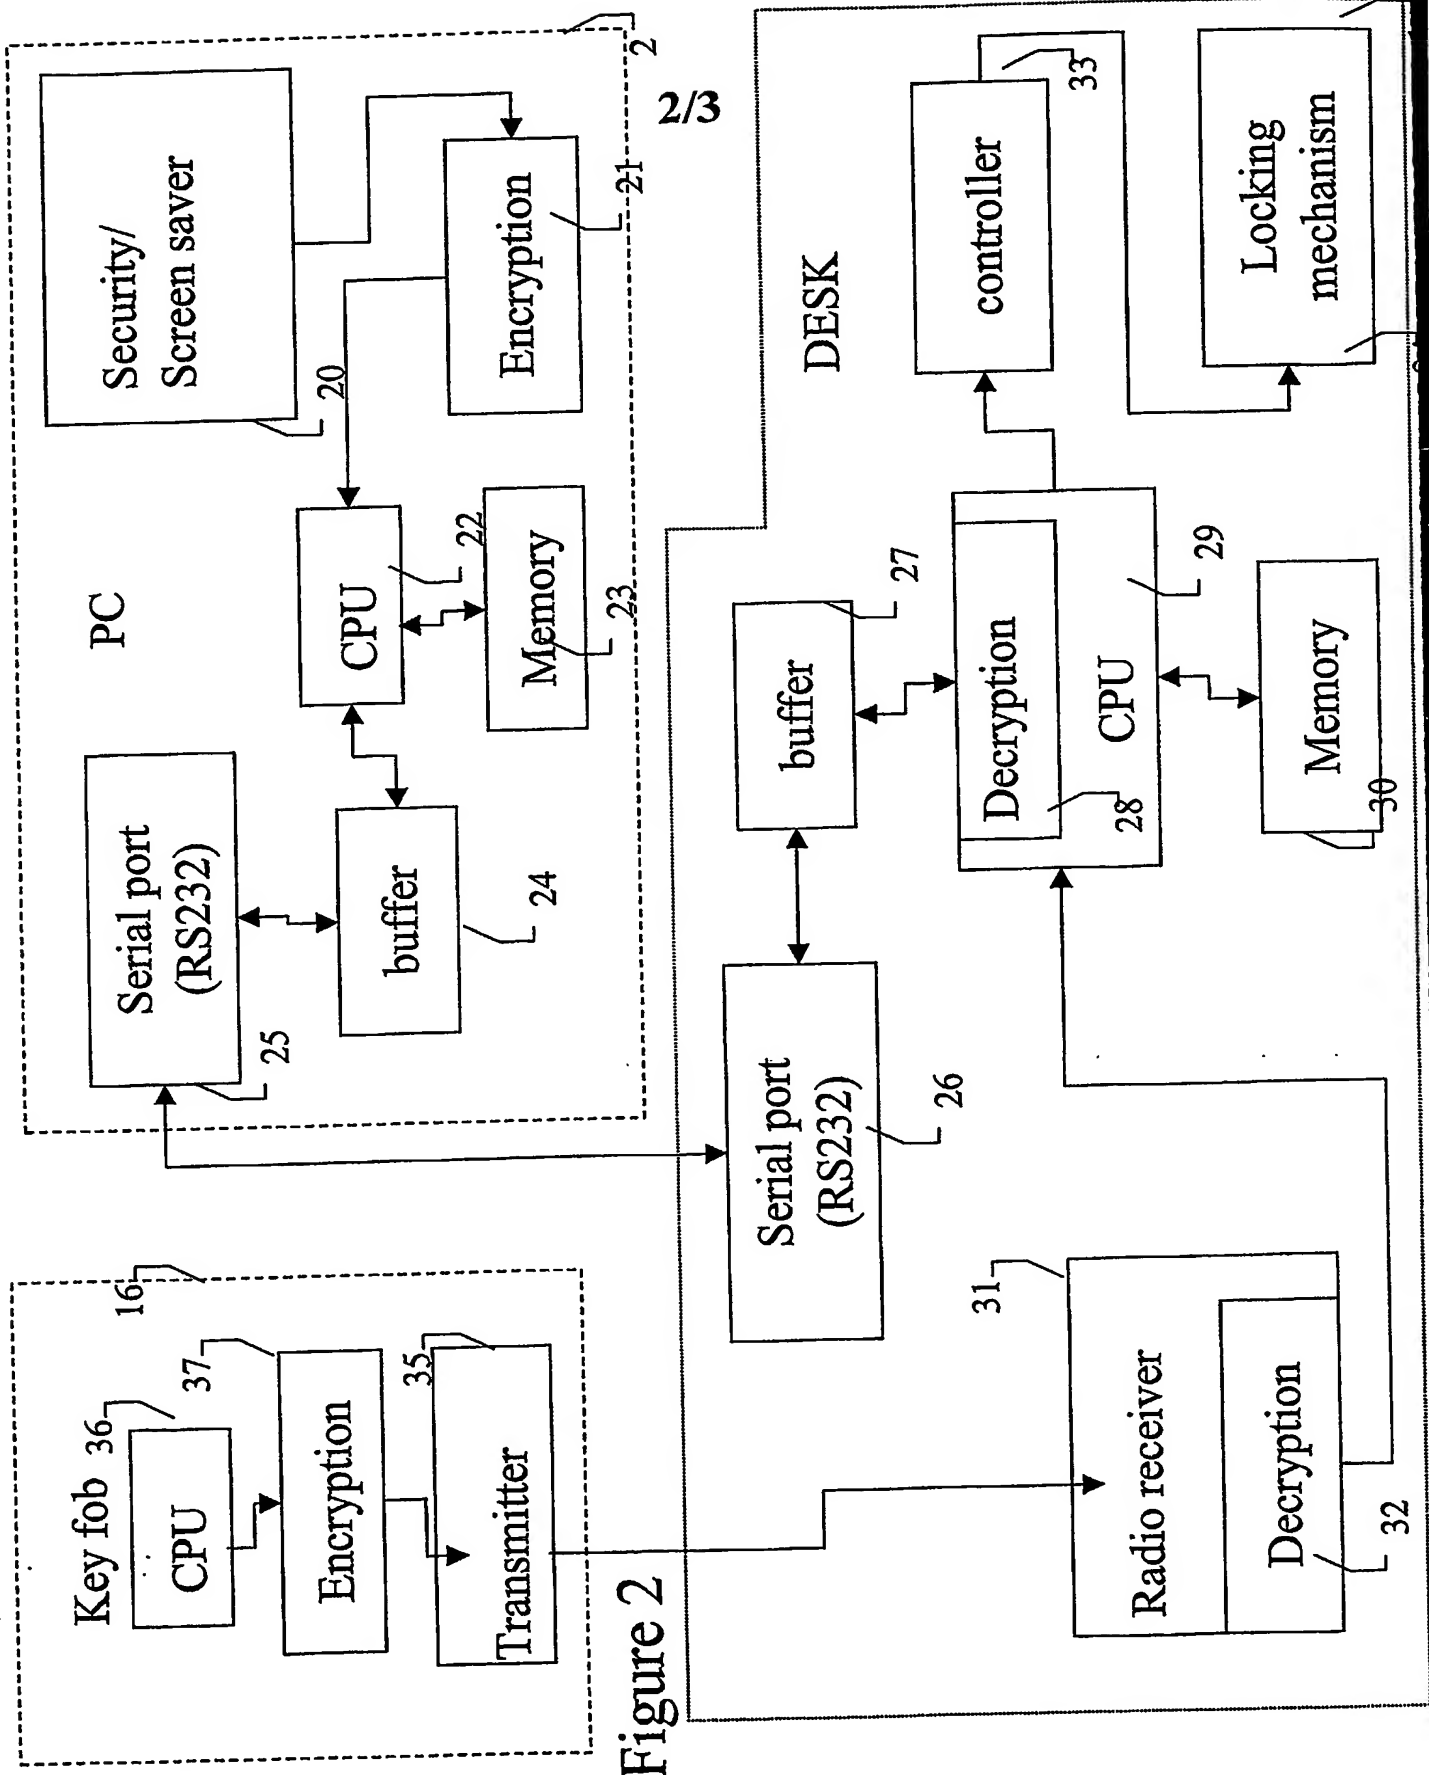 2/3
Key fob
36
CPU
37
Encryption
35
Transmitter
16
PC
Serial port
(RS232)
25
buffer
24
CPU
22
Memory
23
Security/
Screen saver
20
Encryption
21
2
DESK
Serial port
(RS232)
26
buffer
27
Decryption
28
CPU
29
Memory
30
controller
33
Locking
mechanism
31
Radio receiver
Decryption
32
Figure 2